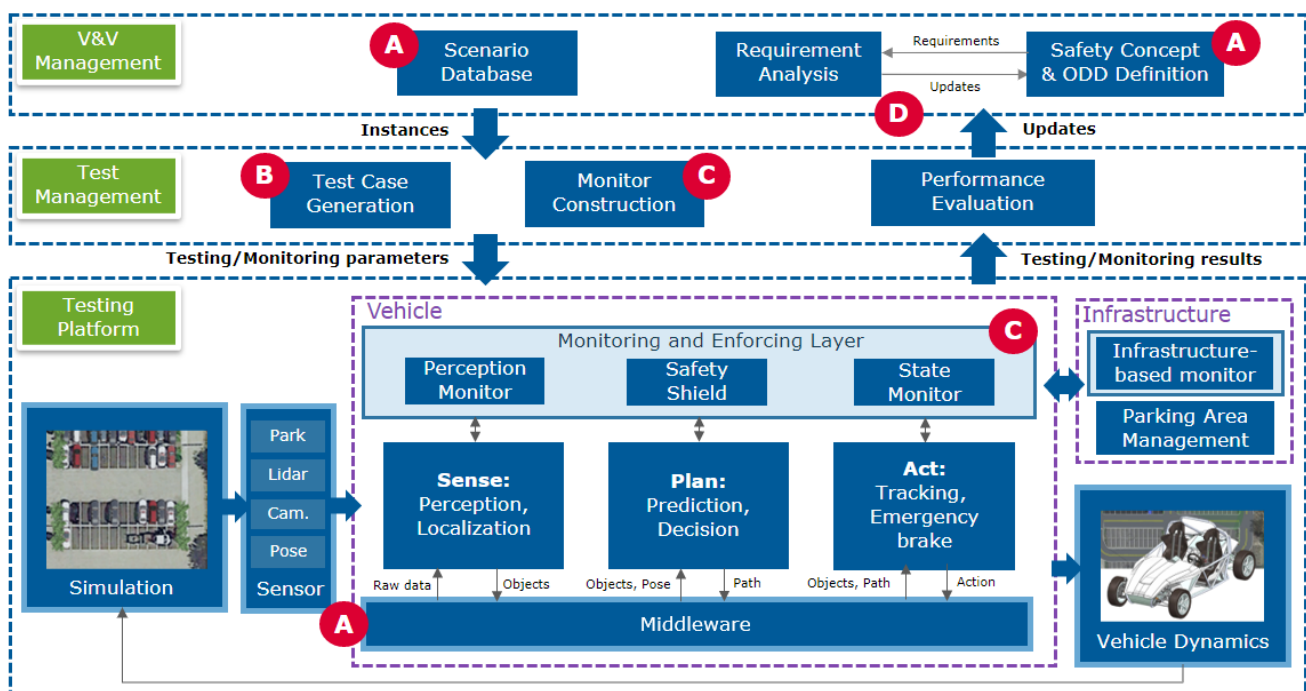 V&V
Management
A
Scenario
Database
Requirement
Analysis
Requirements
Updates
Safety Concept
& ODD Definition
A
D
Instances
Updates
Test
Management
B
Test Case
Generation
Monitor
Construction
C
Performance
Evaluation
Testing/Monitoring parameters
Testing/Monitoring results
Testing
Platform
Vehicle
C
Monitoring and Enforcing Layer
Perception
Monitor
Safety
Shield
State
Monitor
Infrastructure
Infrastructure-
based monitor
Parking Area
Management
Simulation
Park
Lidar
Cam.
Pose
Sensor
Sense:
Perception,
Localization
Plan:
Prediction,
Decision
Act:
Tracking,
Emergency
brake
Raw data
Objects
Objects, Pose
Path
Objects, Path
Action
A
Middleware
Vehicle Dynamics